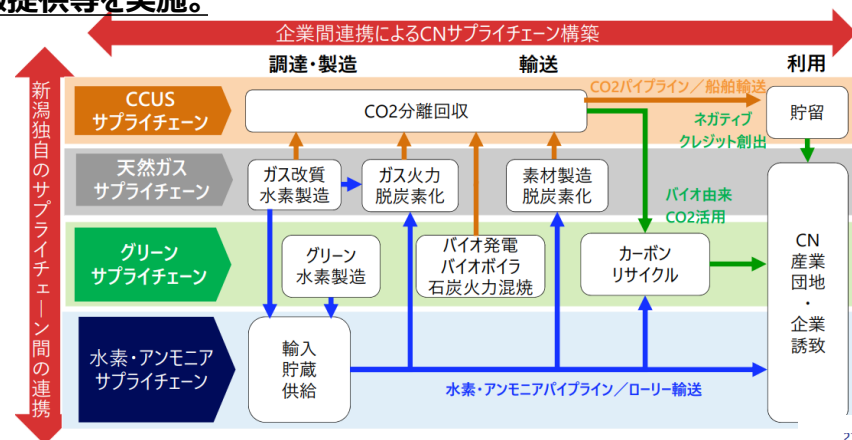 提供等を実施。
企業間連携によるCNサプライチェーン構築
調達・製造
輸送
利用
新潟独自のサプライチェーン間の連携
CCUS
サプライチェーン
CO2分離回収
CO2パイプライン／船舶輸送
貯留
ネガティブ
クレジット創出
天然ガス
サプライチェーン
ガス改質
水素製造
ガス火力
脱炭素化
素材製造
脱炭素化
バイオ由来
CO2活用
グリーン
サプライチェーン
グリーン
水素製造
バイオ発電
バイオボイラ
石炭火力混焼
カーボン
リサイクル
CN
産業
団地
・
企業
誘致
水素・アンモニア
サプライチェーン
輸入
貯蔵
供給
水素・アンモニアパイプライン／ローリー輸送